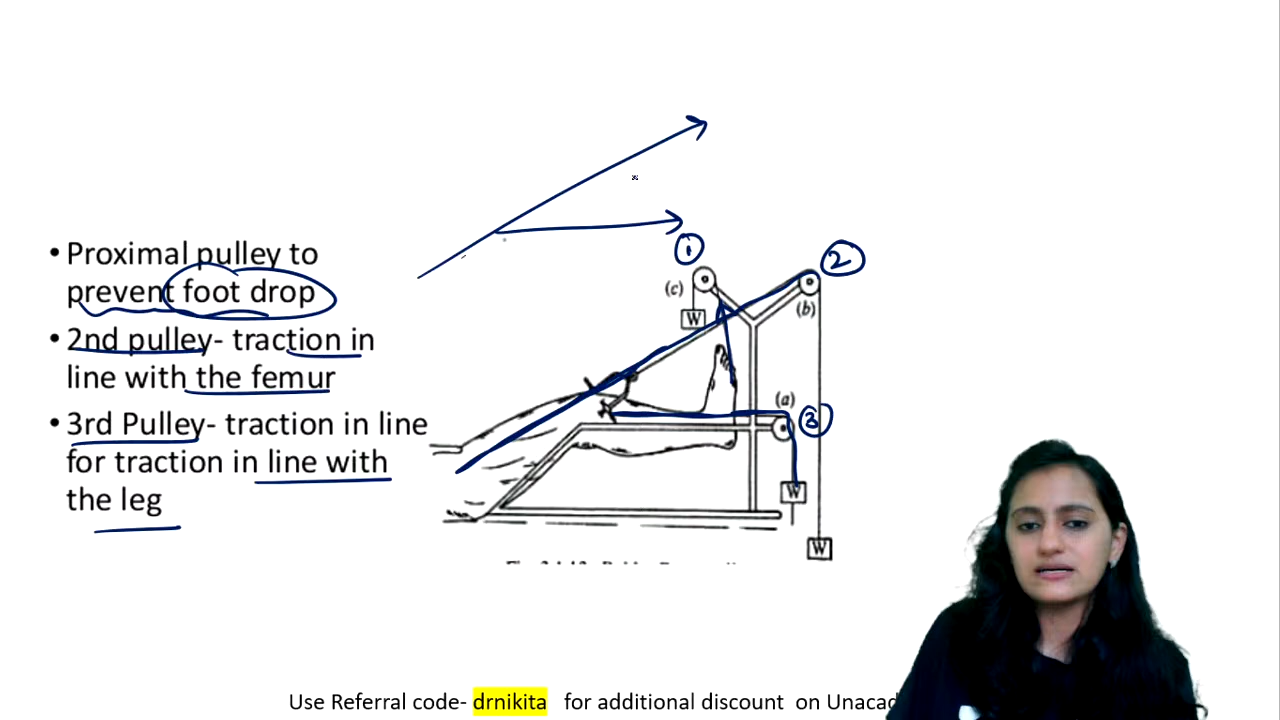 • Proximal pulley to
prevent foot drop
• 2nd pulley- traction in
line with the femur
• 3rd Pulley- traction in line
for traction in line with
the leg
1
2
(c)
W
(b)
(a)
3
W
W
Use Referral code- drnikita for additional discount on Unacad